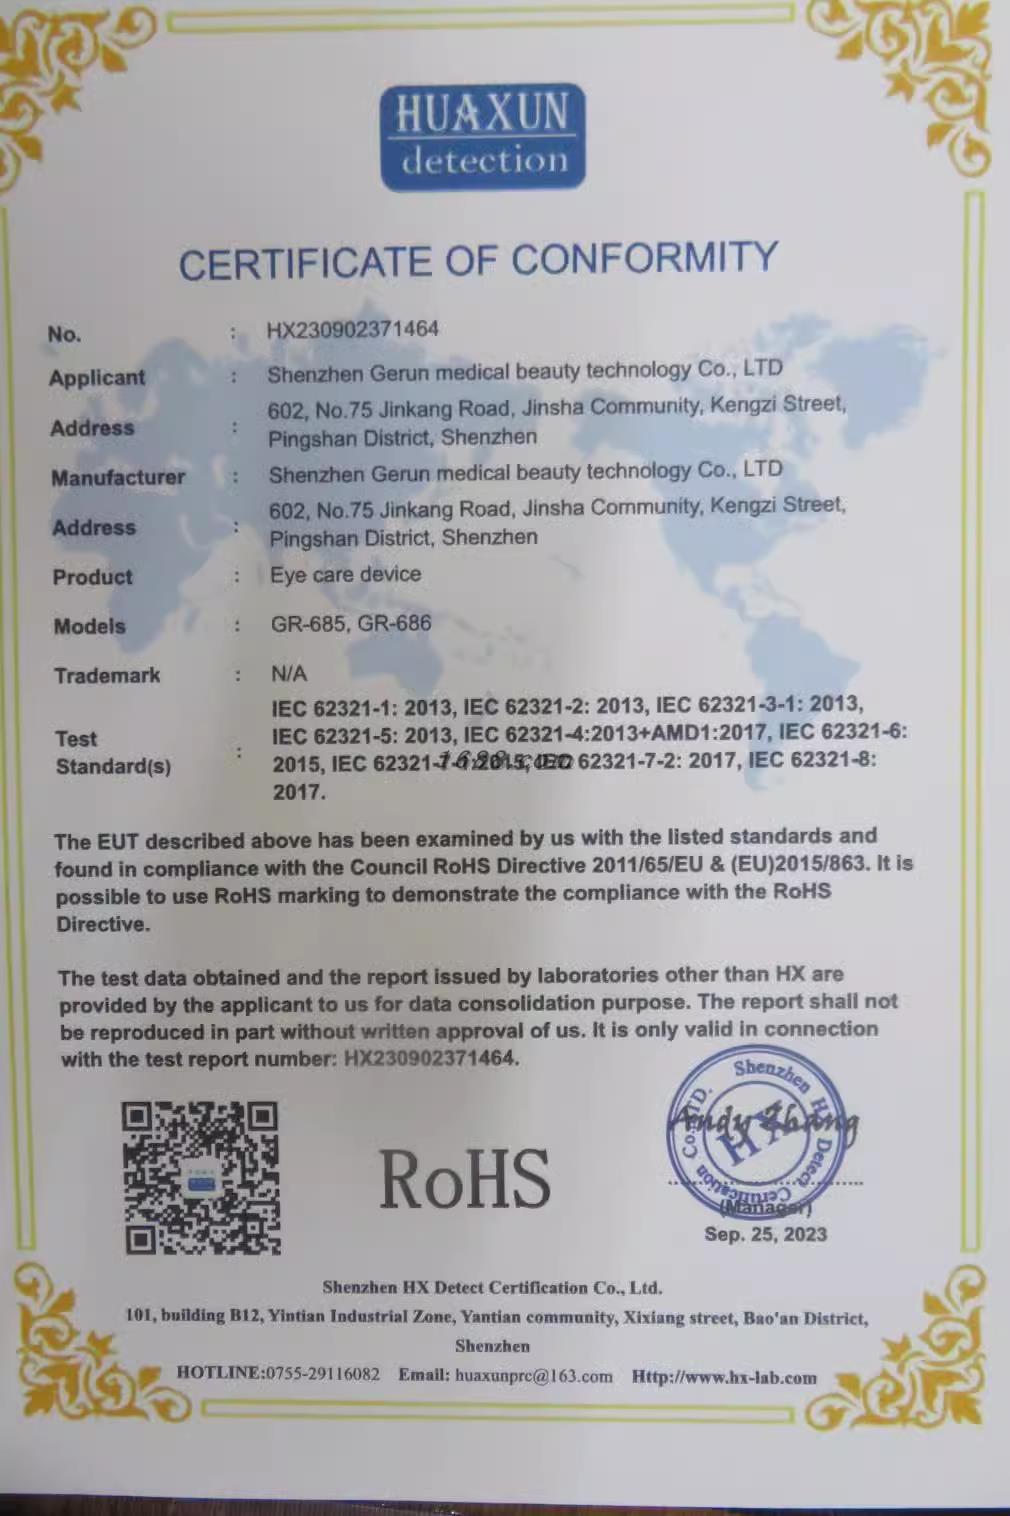 HUAXUN
detection
CERTIFICATE OF CONFORMITY
No. : HX230902371464
Applicant : Shenzhen Gerun medical beauty technology Co., LTD
Address : 602, No.75 Jinkang Road, Jinsha Community, Kengzi Street,
Pingshan District, Shenzhen
Manufacturer : Shenzhen Gerun medical beauty technology Co., LTD
Address : 602, No.75 Jinkang Road, Jinsha Community, Kengzi Street,
Pingshan District, Shenzhen
Product : Eye care device
Models : GR-685, GR-686
Trademark : N/A
Test Standard(s) : IEC 62321-1: 2013, IEC 62321-2: 2013, IEC 62321-3-1: 2013,
IEC 62321-5: 2013, IEC 62321-4:2013+AMD1:2017, IEC 62321-6:
2015, IEC 62321-7-1:2015, IEC 62321-7-2: 2017, IEC 62321-8:
2017.
1688.com
The EUT described above has been examined by us with the listed standards and
found in compliance with the Council RoHS Directive 2011/65/EU & (EU)2015/863. It is
possible to use RoHS marking to demonstrate the compliance with the RoHS
Directive.
The test data obtained and the report issued by laboratories other than HX are
provided by the applicant to us for data consolidation purpose. The report shall not
be reproduced in part without written approval of us. It is only valid in connection
with the test report number: HX230902371464.
RoHS
Shenzhen HX Detect Certification Co., LTD.
HX
Andy Zhang
(Manager)
Sep. 25, 2023
Shenzhen HX Detect Certification Co., Ltd.
101, building B12, Yintian Industrial Zone, Yantian community, Xixiang street, Bao'an District,
Shenzhen
HOTLINE:0755-29116082 Email: huaxunprc@163.com Http://www.hx-lab.com